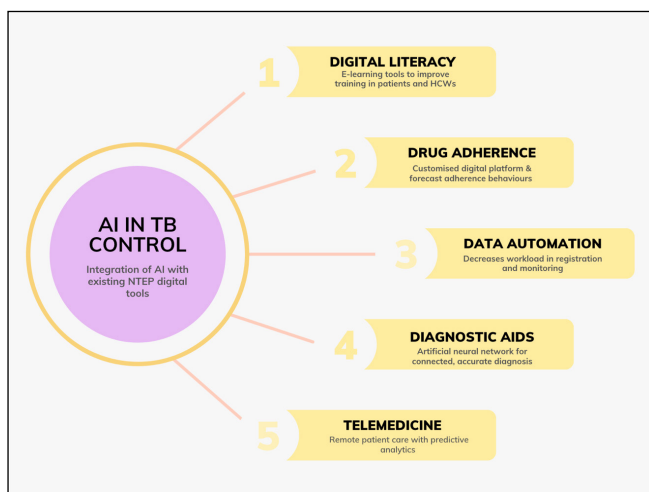 1
DIGITAL LITERACY
E-learning tools to improve
training in patients and HCWs
2
DRUG ADHERENCE
Customised digital platform &
forecast adherence behaviours
AI IN TB
CONTROL
Integration of AI with
existing NTEP digital
tools
3
DATA AUTOMATION
Decreases workload in registration
and monitoring
4
DIAGNOSTIC AIDS
Artificial neural network for
connected, accurate diagnosis
5
TELEMEDICINE
Remote patient care with predictive
analytics